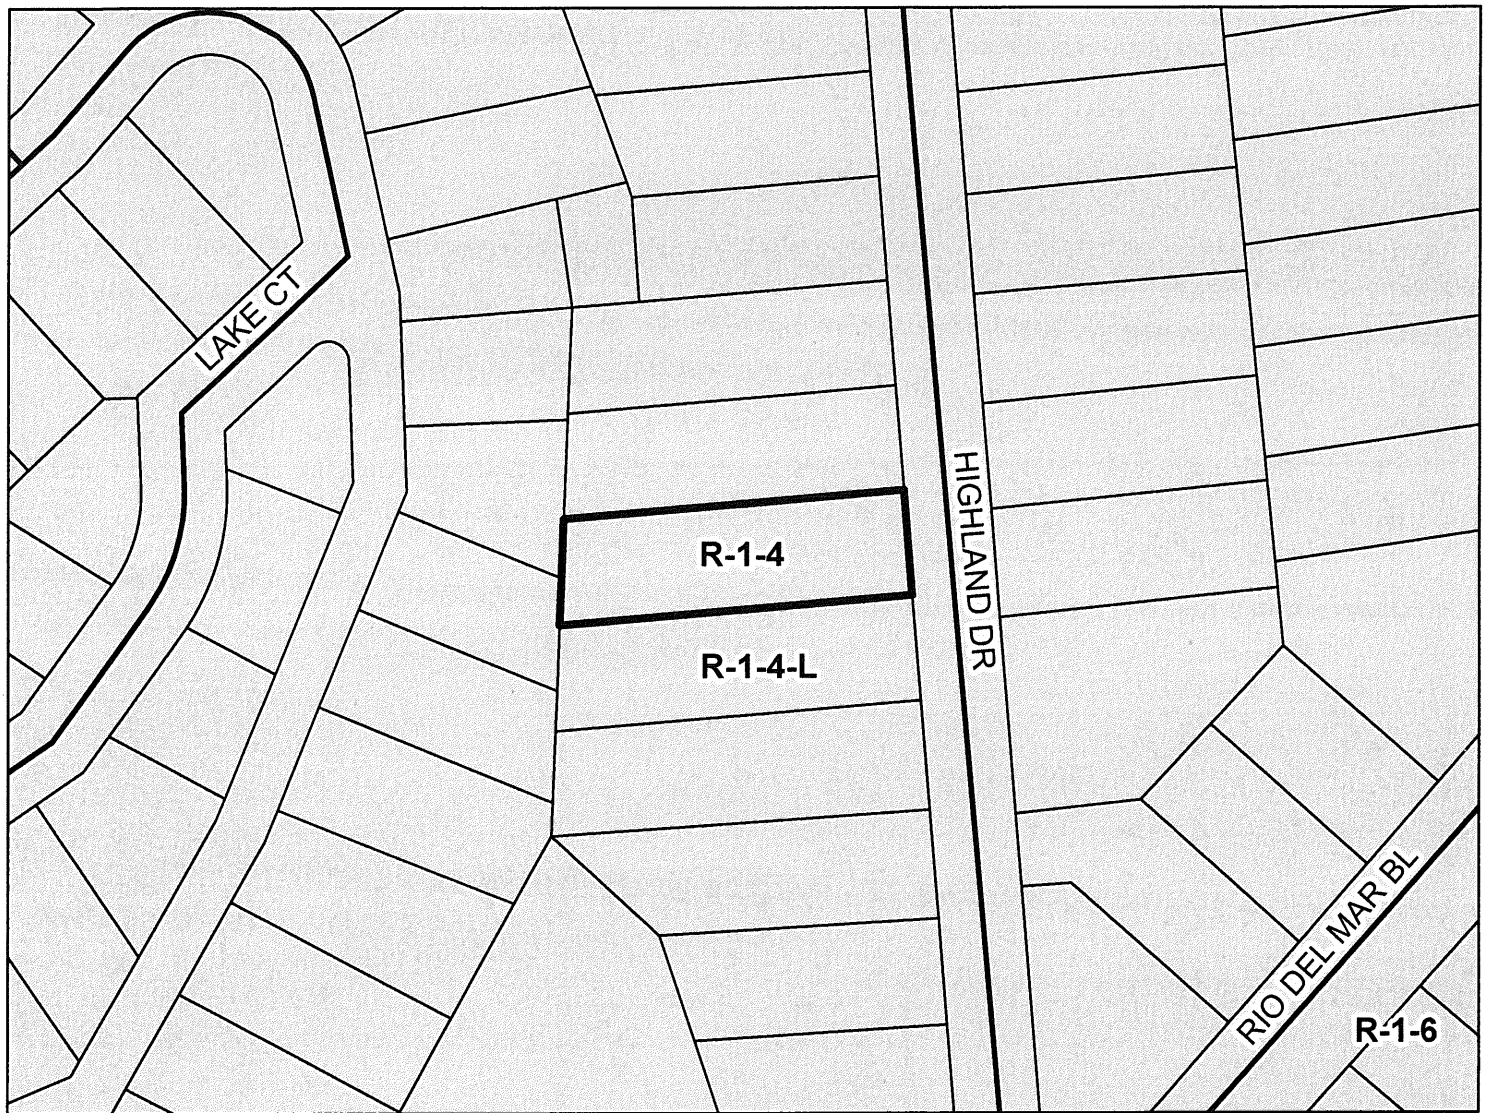 LAKE CT
HIGHLAND DR
R-1-4
R-1-4-L
RIO DEL MAR BL
R-1-6